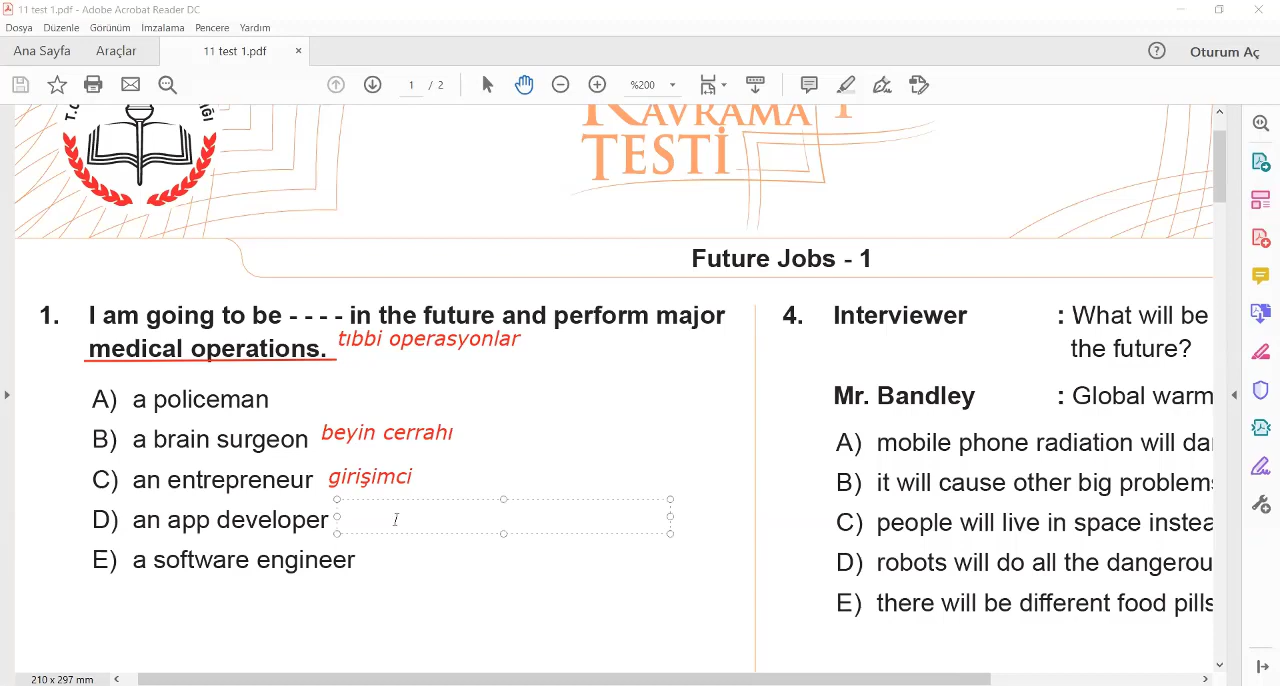 11 test 1.pdf - Adobe Acrobat Reader DC
Dosya Düzenle Görünüm İmzalama Pencere Yardım
Ana Sayfa Araçlar 11 test 1.pdf × Oturum Aç
1 / 2 %200
T.C
KAVRAMA
TESTİ
1
Future Jobs - 1
1. I am going to be - - - - in the future and perform major
medical operations. tıbbi operasyonlar
A) a policeman
B) a brain surgeon beyin cerrahı
C) an entrepreneur girişimci
D) an app developer
E) a software engineer
4. Interviewer : What will be
the future?
Mr. Bandley : Global warm
A) mobile phone radiation will da
B) it will cause other big problem
C) people will live in space instea
D) robots will do all the dangerou
E) there will be different food pills
210 x 297 mm